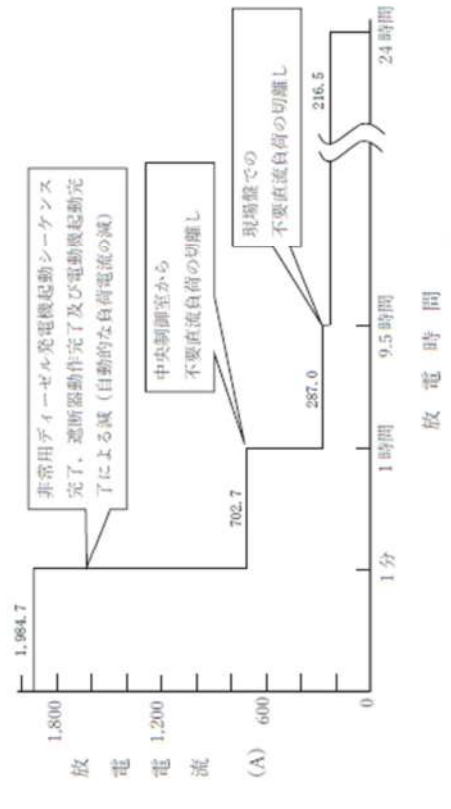 1,984.7
非常用ディーゼル発電機起動シーケンス
完了，遮断器動作完了及び電動機起動完
了による減（自動的な負荷電流の減）
1,800
702.7
中央制御室から
不要直流負荷の切離し
1,200
287.0
現場盤での
不要直流負荷の切離し
600
216.5
0
放電電流
(A)
1分
1時間
9.5時間
24時間
放電時間